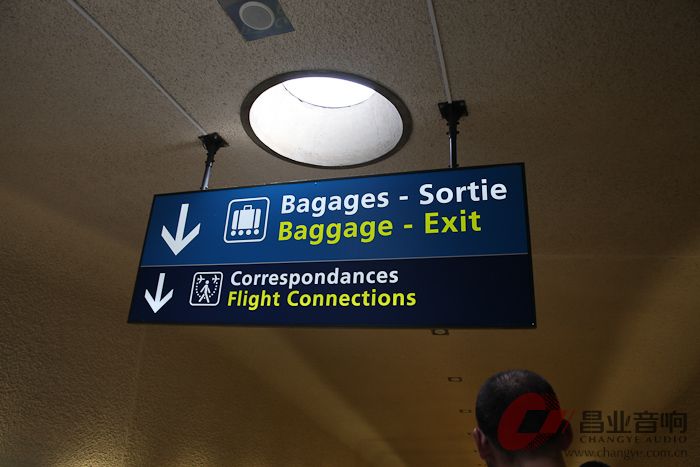 Bagages - Sortie
Baggage - Exit
Correspondances
Flight Connections
昌业音响
CHANGYE AUDIO
www.changye.com.cn